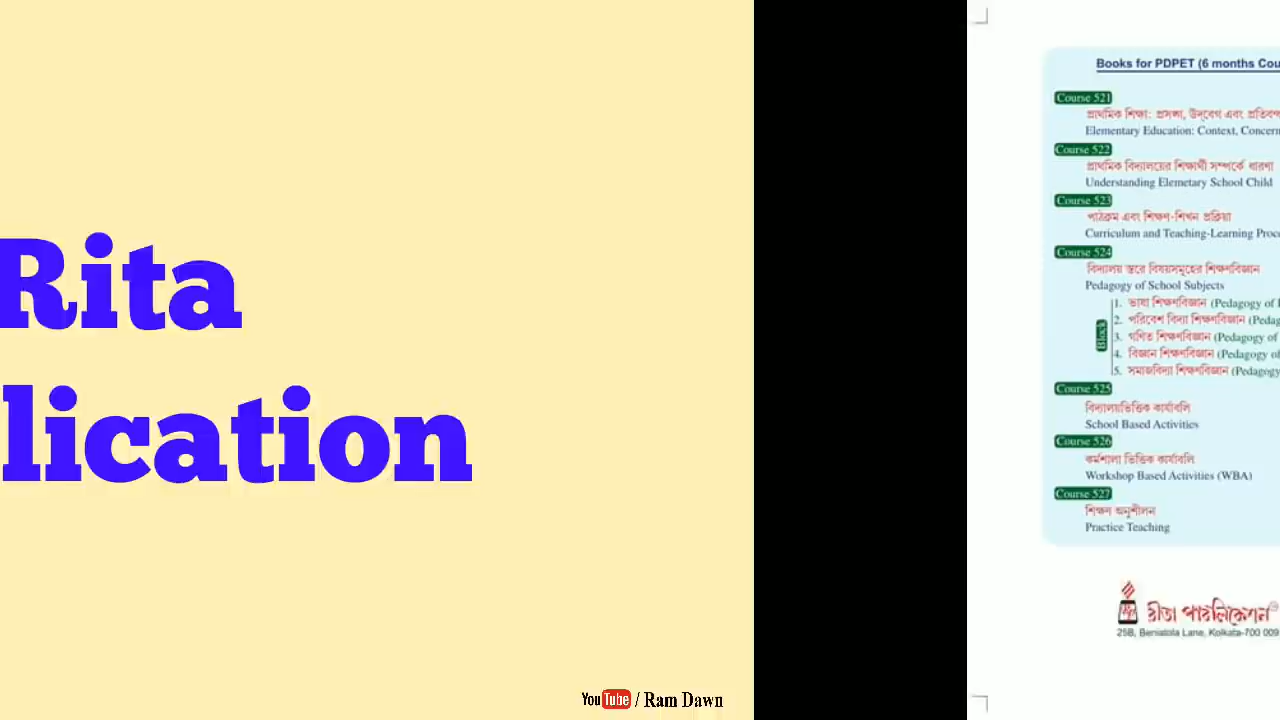 Rita
lication
YouTube / Ram Dawn
Books for PDPET (6 months Cou
Course 521
প্রাথমিক শিক্ষা: প্রসঙ্গ, উদ্‌বেগ এবং প্রতিবন্ধ
Elementary Education: Context, Concern
Course 522
প্রাথমিক বিদ্যালয়ের শিক্ষার্থী সম্পর্কে ধারণা
Understanding Elemetary School Child
Course 523
পাঠক্রম এবং শিক্ষণ-শিখন প্রক্রিয়া
Curriculum and Teaching-Learning Proce
Course 524
বিদ্যালয় স্তরে বিষয়সমূহের শিক্ষণবিজ্ঞান
Pedagogy of School Subjects
Block
1. ভাষা শিক্ষণবিজ্ঞান (Pedagogy of
2. পরিবেশ বিদ্যা শিক্ষণবিজ্ঞান (Pedag
3. গণিত শিক্ষণবিজ্ঞান (Pedagogy of
4. বিজ্ঞান শিক্ষণবিজ্ঞান (Pedagogy of
5. সমাজবিদ্যা শিক্ষণবিজ্ঞান (Pedagogy
Course 525
বিদ্যালয়ভিত্তিক কার্যাবলি
School Based Activities
Course 526
কর্মশালা ভিত্তিক কার্যাবলি
Workshop Based Activities (WBA)
Course 527
শিক্ষণ অনুশীলন
Practice Teaching
রীতা পাবলিকেশন
25B, Beniatola Lane, Kolkata-700 009